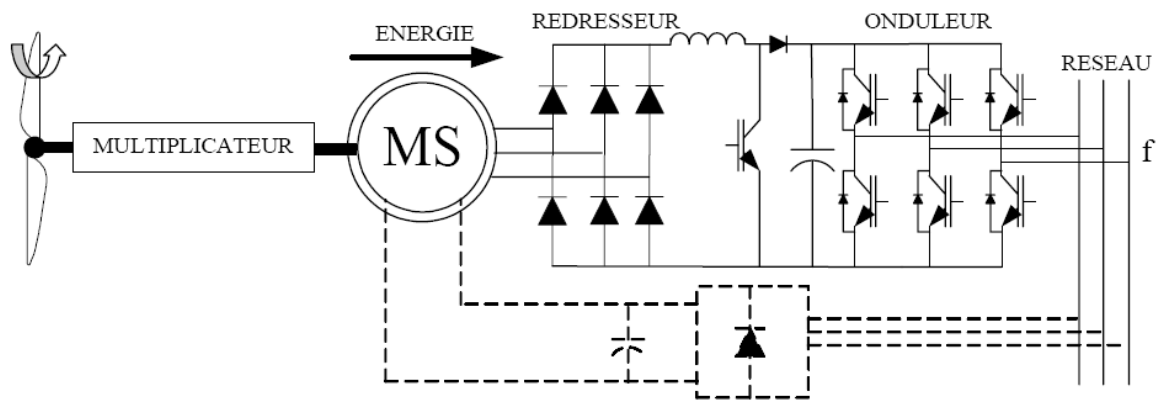 REDRESSEUR
ONDULEUR
ENERGIE
RESEAU
MULTIPLICATEUR
MS
f